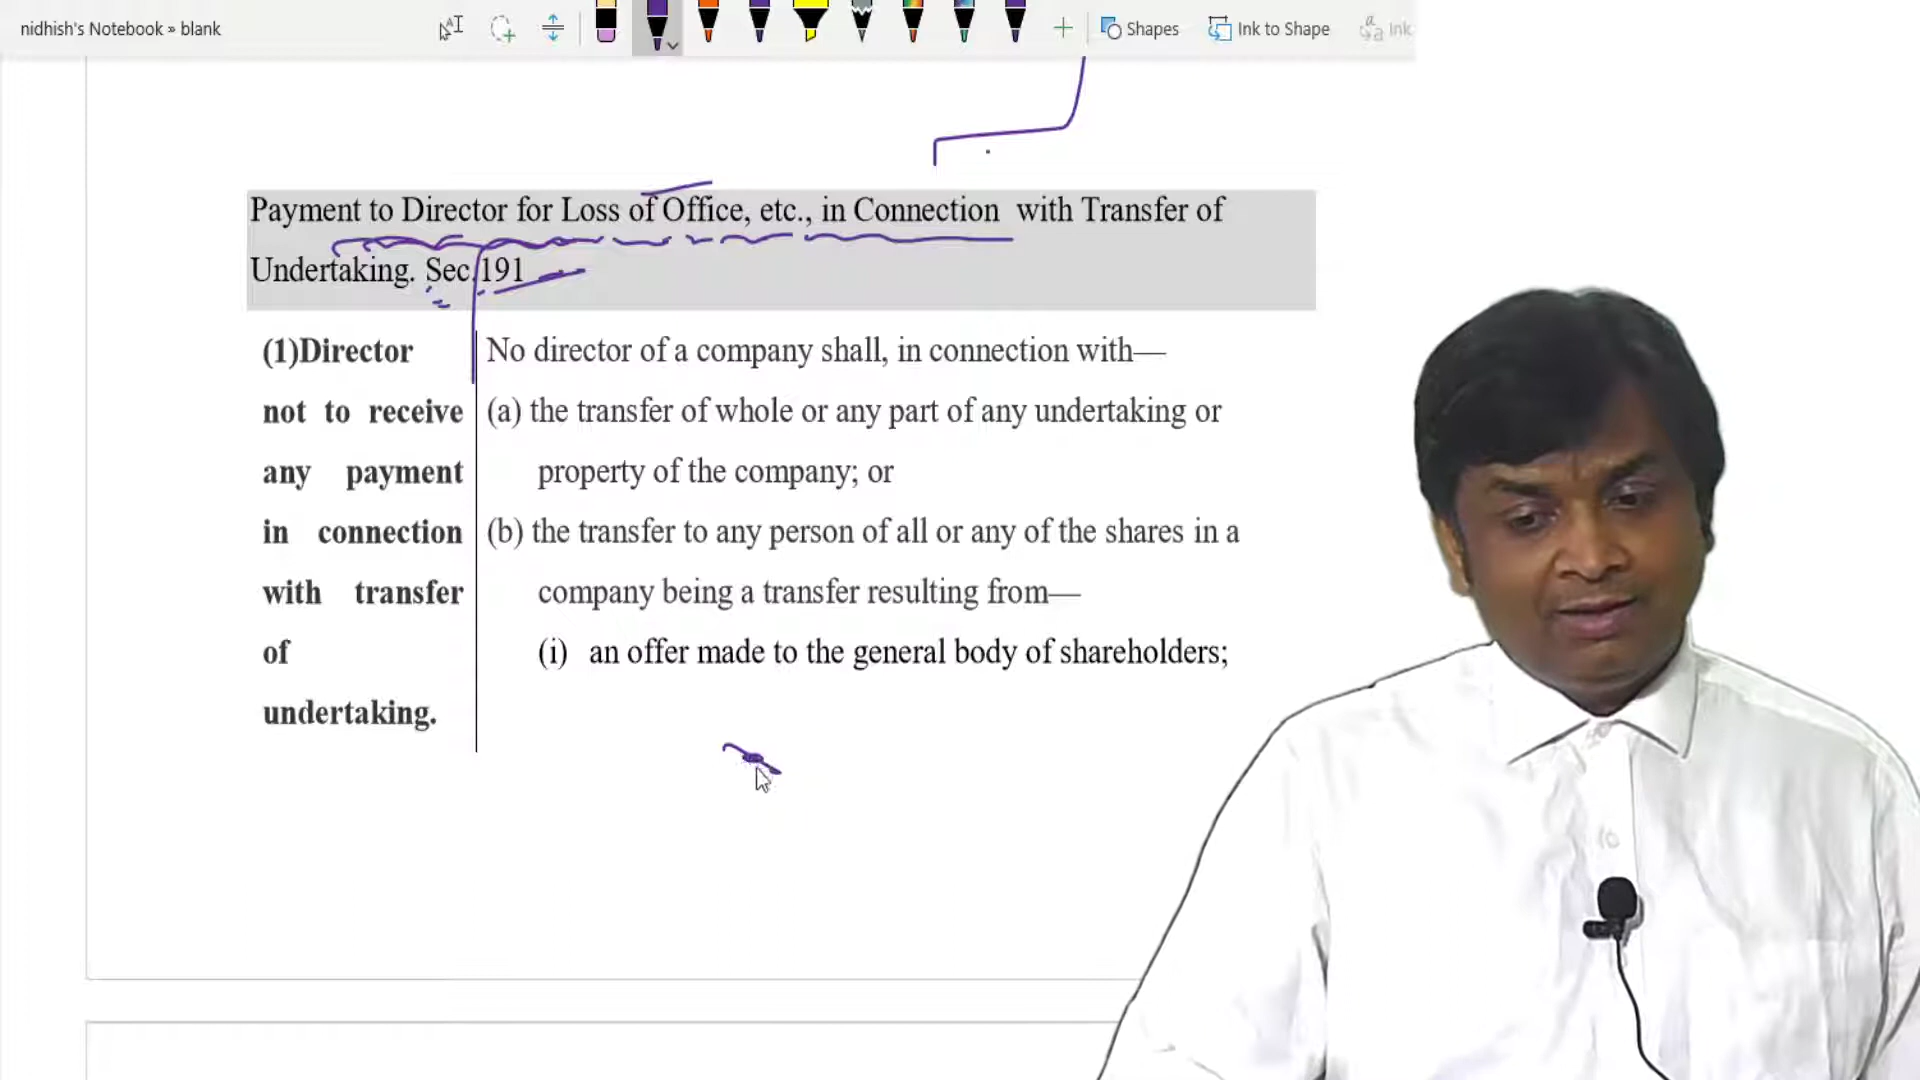 nidhish's Notebook » blank
Shapes
Ink to Shape
Ink
Payment to Director for Loss of Office, etc., in Connection with Transfer of
Undertaking. Sec.191
(1)Director
not to receive
any payment
in connection
with transfer
of
undertaking.
No director of a company shall, in connection with—
(a) the transfer of whole or any part of any undertaking or
property of the company; or
(b) the transfer to any person of all or any of the shares in a
company being a transfer resulting from—
(i) an offer made to the general body of shareholders;